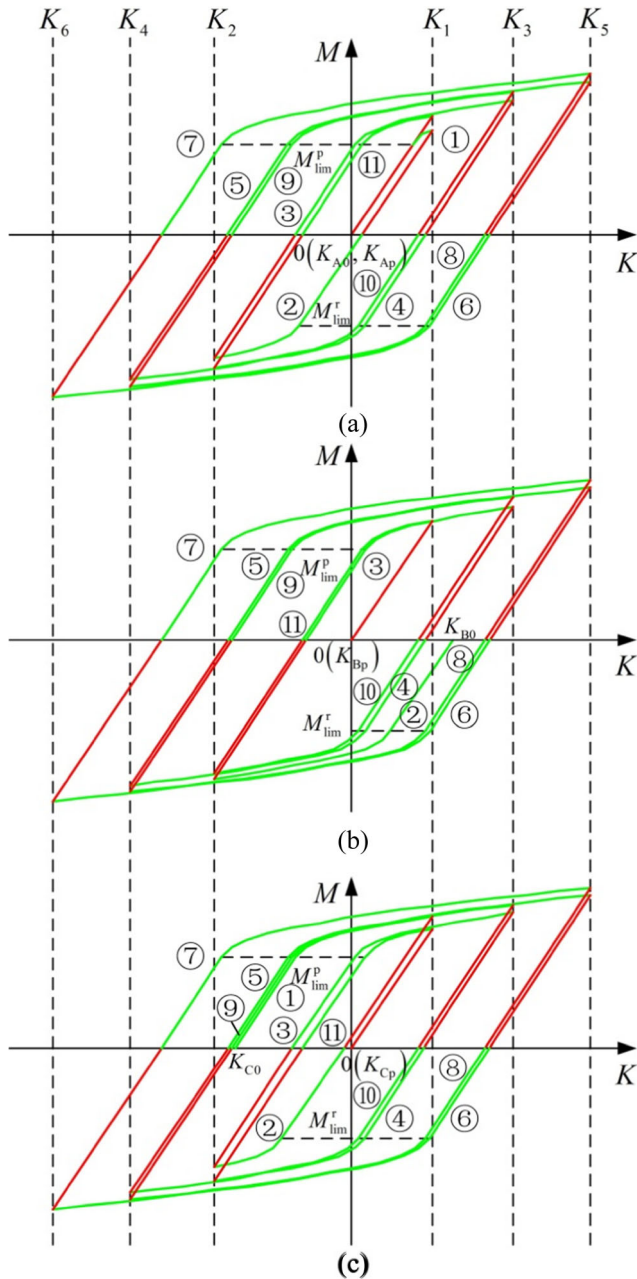 K6 K4 K2 K1 K3 K5
M
⑦ ① 
M^p_lim ⑪
⑤ ⑨
③
0(K_A0, K_Ap) ⑧ K
⑩
② M^r_lim ④ ⑥
(a)
M
⑦ ⑤ M^p_lim ③
⑨
⑪ K_B0
0(K_Bp) ⑧ K
⑩ ④
M^r_lim ② ⑥
(b)
M
⑦ ⑤ M^p_lim
⑨ ①
③ ⑪
K_C0 0(K_Cp) ⑧ K
⑩
② M^r_lim ④ ⑥
(c)